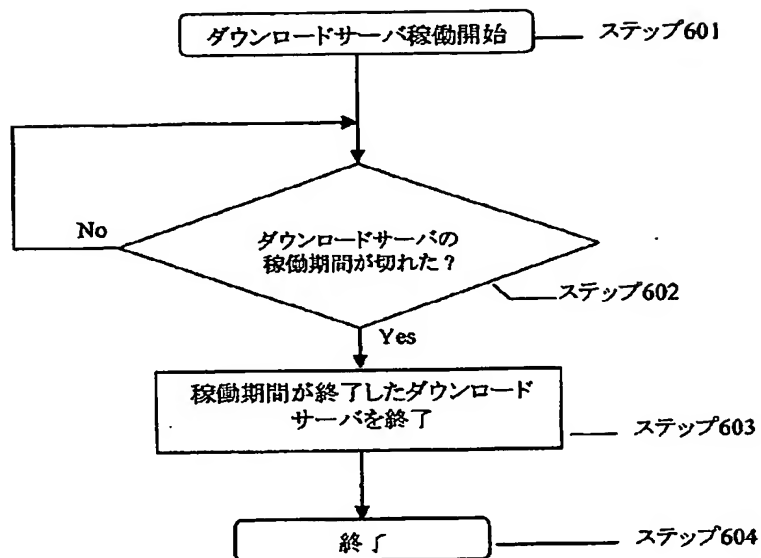 ダウンロードサーバ稼働開始
ステップ601
No
ダウンロードサーバの
稼働期間が切れた？
ステップ602
Yes
稼働期間が終了したダウンロード
サーバを終了
ステップ603
終了
ステップ604